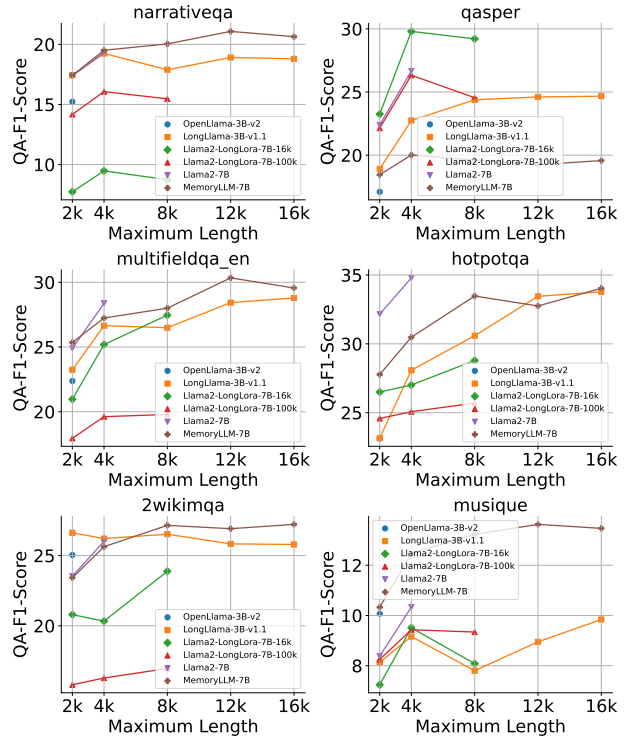 narrativeqa
QA-F1-Score
20
15
10
OpenLlama-3B-v2
LongLlama-3B-v1.1
Llama2-LongLora-7B-16k
Llama2-LongLora-7B-100k
Llama2-7B
MemoryLLM-7B
2k 4k 8k 12k 16k
Maximum Length
qasper
QA-F1-Score
30
25
20
OpenLlama-3B-v2
LongLlama-3B-v1.1
Llama2-LongLora-7B-16k
Llama2-LongLora-7B-100k
Llama2-7B
MemoryLLM-7B
2k 4k 8k 12k 16k
Maximum Length
multifieldqa_en
QA-F1-Score
30
25
20
OpenLlama-3B-v2
LongLlama-3B-v1.1
Llama2-LongLora-7B-16k
Llama2-LongLora-7B-100k
Llama2-7B
MemoryLLM-7B
2k 4k 8k 12k 16k
Maximum Length
hotpotqa
QA-F1-Score
35
30
25
OpenLlama-3B-v2
LongLlama-3B-v1.1
Llama2-LongLora-7B-16k
Llama2-LongLora-7B-100k
Llama2-7B
MemoryLLM-7B
2k 4k 8k 12k 16k
Maximum Length
2wikimqa
QA-F1-Score
25
20
OpenLlama-3B-v2
LongLlama-3B-v1.1
Llama2-LongLora-7B-16k
Llama2-LongLora-7B-100k
Llama2-7B
MemoryLLM-7B
2k 4k 8k 12k 16k
Maximum Length
musique
QA-F1-Score
12
10
8
OpenLlama-3B-v2
LongLlama-3B-v1.1
Llama2-LongLora-7B-16k
Llama2-LongLora-7B-100k
Llama2-7B
MemoryLLM-7B
2k 4k 8k 12k 16k
Maximum Length